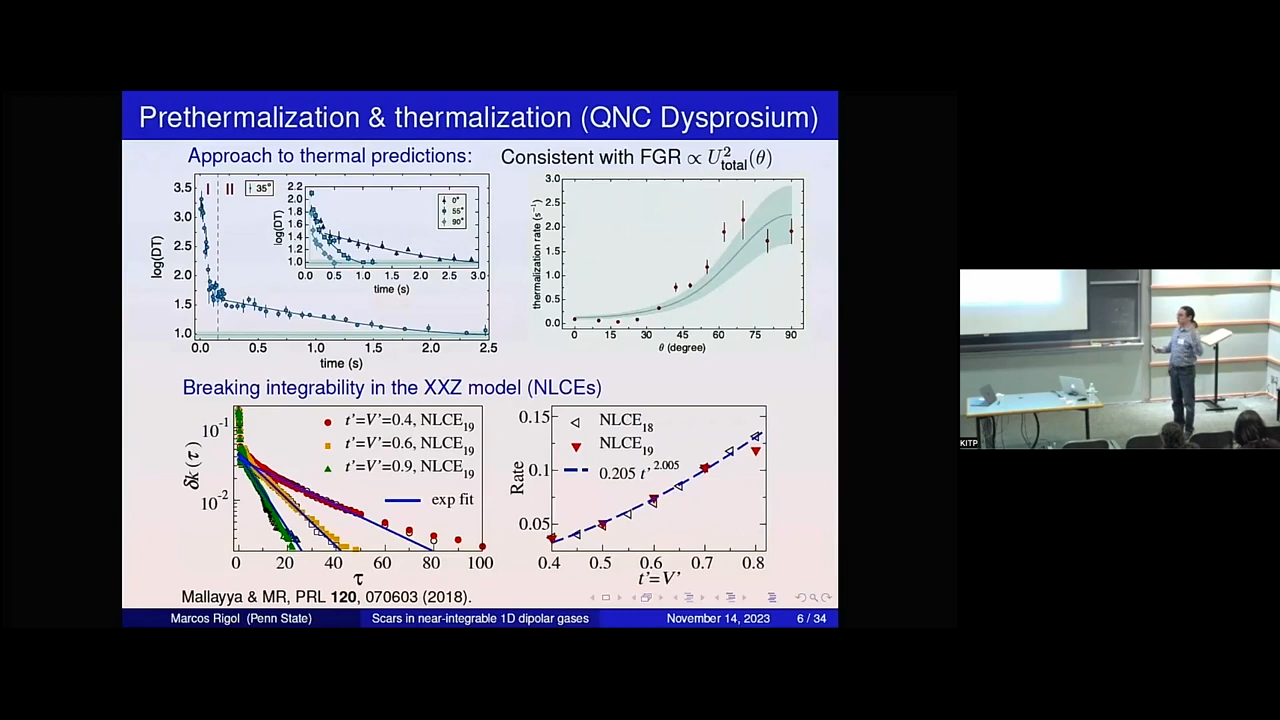 Prethermalization & thermalization (QNC Dysprosium)
Approach to thermal predictions:
Consistent with FGR ∝ U²total(θ)
3.5
3.0
2.5
2.0
1.5
1.0
log(DT)
I II
35°
0.0 0.5 1.0 1.5 2.0 2.5
time (s)
2.2
2.0
1.8
1.6
1.4
1.2
1.0
log(DT)
0°
55°
90°
0.0 0.5 1.0 1.5 2.0 2.5 3.0
time (s)
3.0
2.5
2.0
1.5
1.0
0.5
0.0
thermalization rate (s⁻¹)
0 15 30 45 60 75 90
θ (degree)
Breaking integrability in the XXZ model (NLCEs)
10⁻¹
10⁻²
δk(τ)
t'=V'=0.4, NLCE₁₉
t'=V'=0.6, NLCE₁₉
t'=V'=0.9, NLCE₁₉
exp fit
0 20 40 60 80 100
τ
0.15
0.1
0.05
Rate
NLCE₁₈
NLCE₁₉
0.205 t'^2.005
0.4 0.5 0.6 0.7 0.8
t'=V'
Mallayya & MR, PRL 120, 070603 (2018).
Marcos Rigol (Penn State) Scars in near-integrable 1D dipolar gases November 14, 2023 6 / 34
KITP